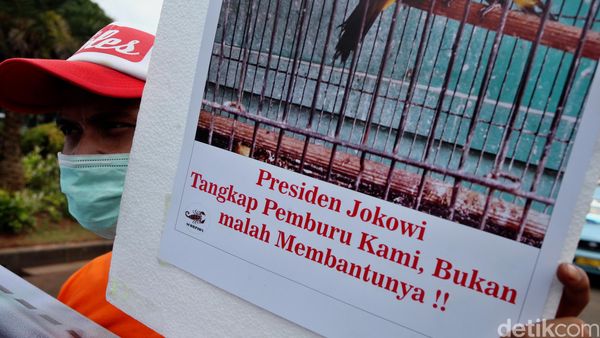 Presiden Jokowi
Tangkap Pemburu Kami, Bukan
malah Membantunya !!
detikcom